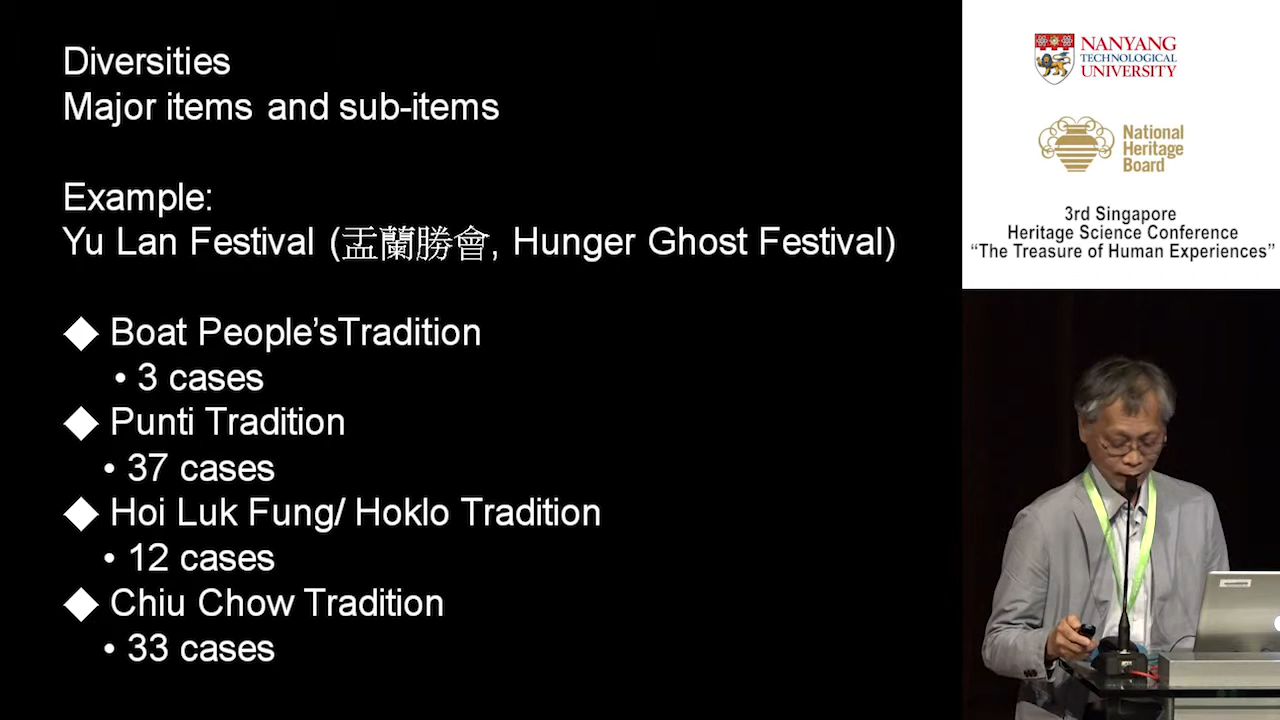 Diversities
Major items and sub-items
Example:
Yu Lan Festival (盂蘭勝會, Hunger Ghost Festival)
◆ Boat People'sTradition
• 3 cases
◆ Punti Tradition
• 37 cases
◆ Hoi Luk Fung/ Hoklo Tradition
• 12 cases
◆ Chiu Chow Tradition
• 33 cases
NANYANG
TECHNOLOGICAL
UNIVERSITY
National
Heritage
Board
3rd Singapore
Heritage Science Conference
“The Treasure of Human Experiences”